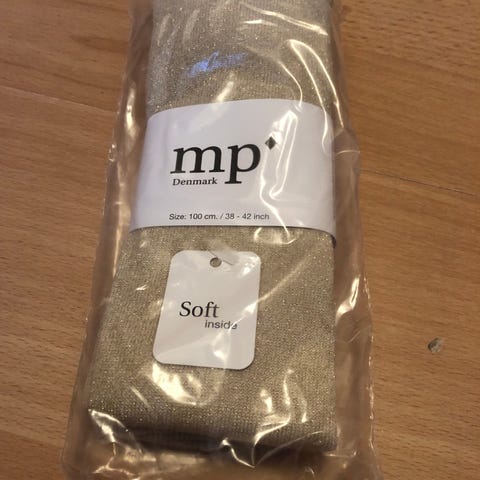 mp
Denmark
Size: 100 cm. / 38 - 42 inch
Soft
inside